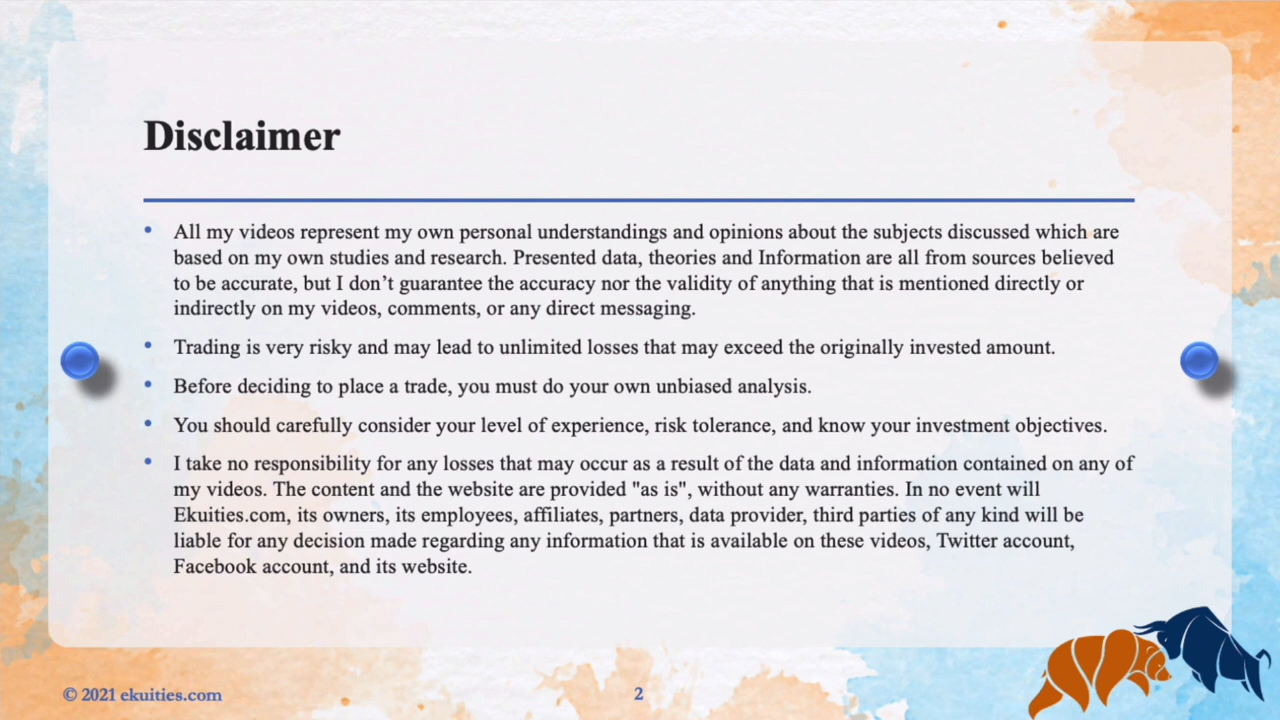 Disclaimer
• All my videos represent my own personal understandings and opinions about the subjects discussed which are
based on my own studies and research. Presented data, theories and Information are all from sources believed
to be accurate, but I don’t guarantee the accuracy nor the validity of anything that is mentioned directly or
indirectly on my videos, comments, or any direct messaging.
• Trading is very risky and may lead to unlimited losses that may exceed the originally invested amount.
• Before deciding to place a trade, you must do your own unbiased analysis.
• You should carefully consider your level of experience, risk tolerance, and know your investment objectives.
• I take no responsibility for any losses that may occur as a result of the data and information contained on any of
my videos. The content and the website are provided "as is", without any warranties. In no event will
Ekuities.com, its owners, its employees, affiliates, partners, data provider, third parties of any kind will be
liable for any decision made regarding any information that is available on these videos, Twitter account,
Facebook account, and its website.
© 2021 ekuities.com
2